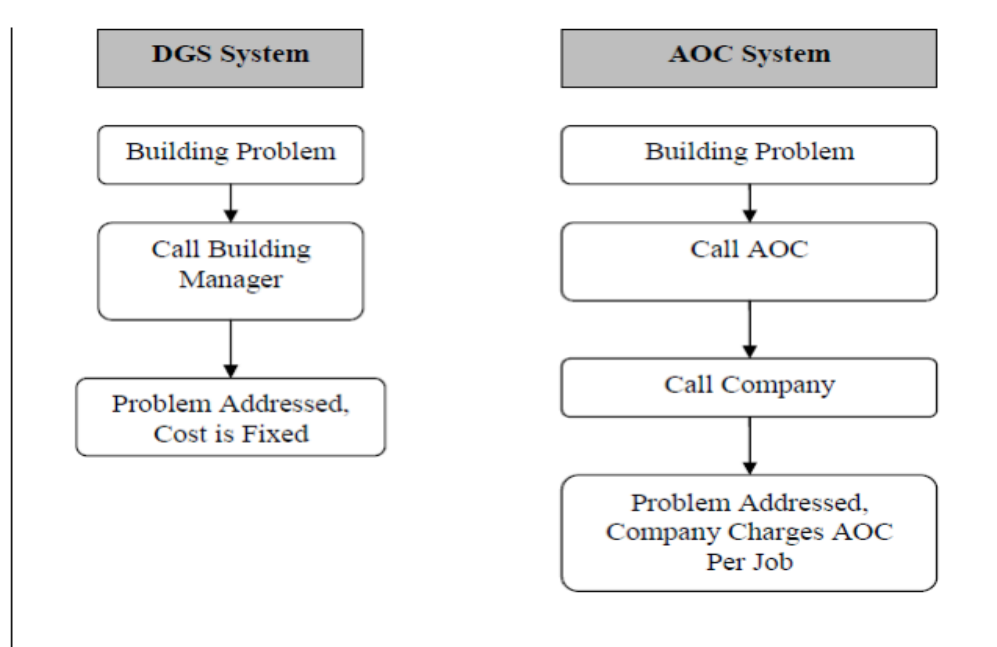 DGS System
Building Problem
Call Building
Manager
Problem Addressed,
Cost is Fixed
AOC System
Building Problem
Call AOC
Call Company
Problem Addressed,
Company Charges AOC
Per Job